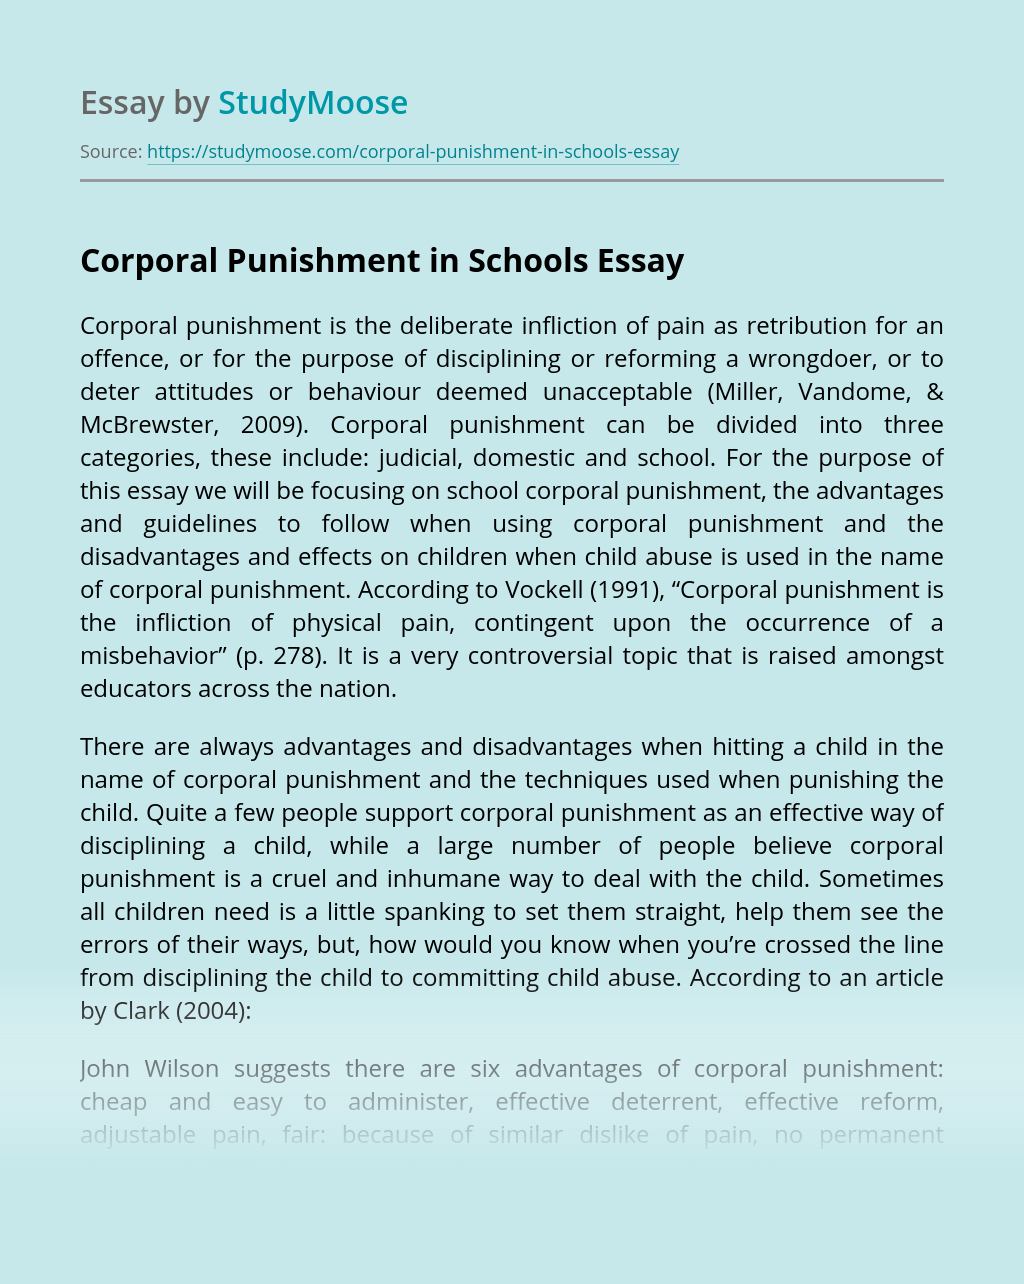 Essay by StudyMoose
Source: https://studymoose.com/corporal-punishment-in-schools-essay
Corporal Punishment in Schools Essay
Corporal punishment is the deliberate infliction of pain as retribution for an
offence, or for the purpose of disciplining or reforming a wrongdoer, or to
deter attitudes or behaviour deemed unacceptable (Miller, Vandome, &
McBrewster, 2009). Corporal punishment can be divided into three
categories, these include: judicial, domestic and school. For the purpose of
this essay we will be focusing on school corporal punishment, the advantages
and guidelines to follow when using corporal punishment and the
disadvantages and effects on children when child abuse is used in the name
of corporal punishment. According to Vockell (1991), “Corporal punishment is
the infliction of physical pain, contingent upon the occurrence of a
misbehavior” (p. 278). It is a very controversial topic that is raised amongst
educators across the nation.
There are always advantages and disadvantages when hitting a child in the
name of corporal punishment and the techniques used when punishing the
child. Quite a few people support corporal punishment as an effective way of
disciplining a child, while a large number of people believe corporal
punishment is a cruel and inhumane way to deal with the child. Sometimes
all children need is a little spanking to set them straight, help them see the
errors of their ways, but, how would you know when you’re crossed the line
from disciplining the child to committing child abuse. According to an article
by Clark (2004):
John Wilson suggests there are six advantages of corporal punishment:
cheap and easy to administer, effective deterrent, effective reform,
adjustable pain, fair: because of similar dislike of pain, no permanent